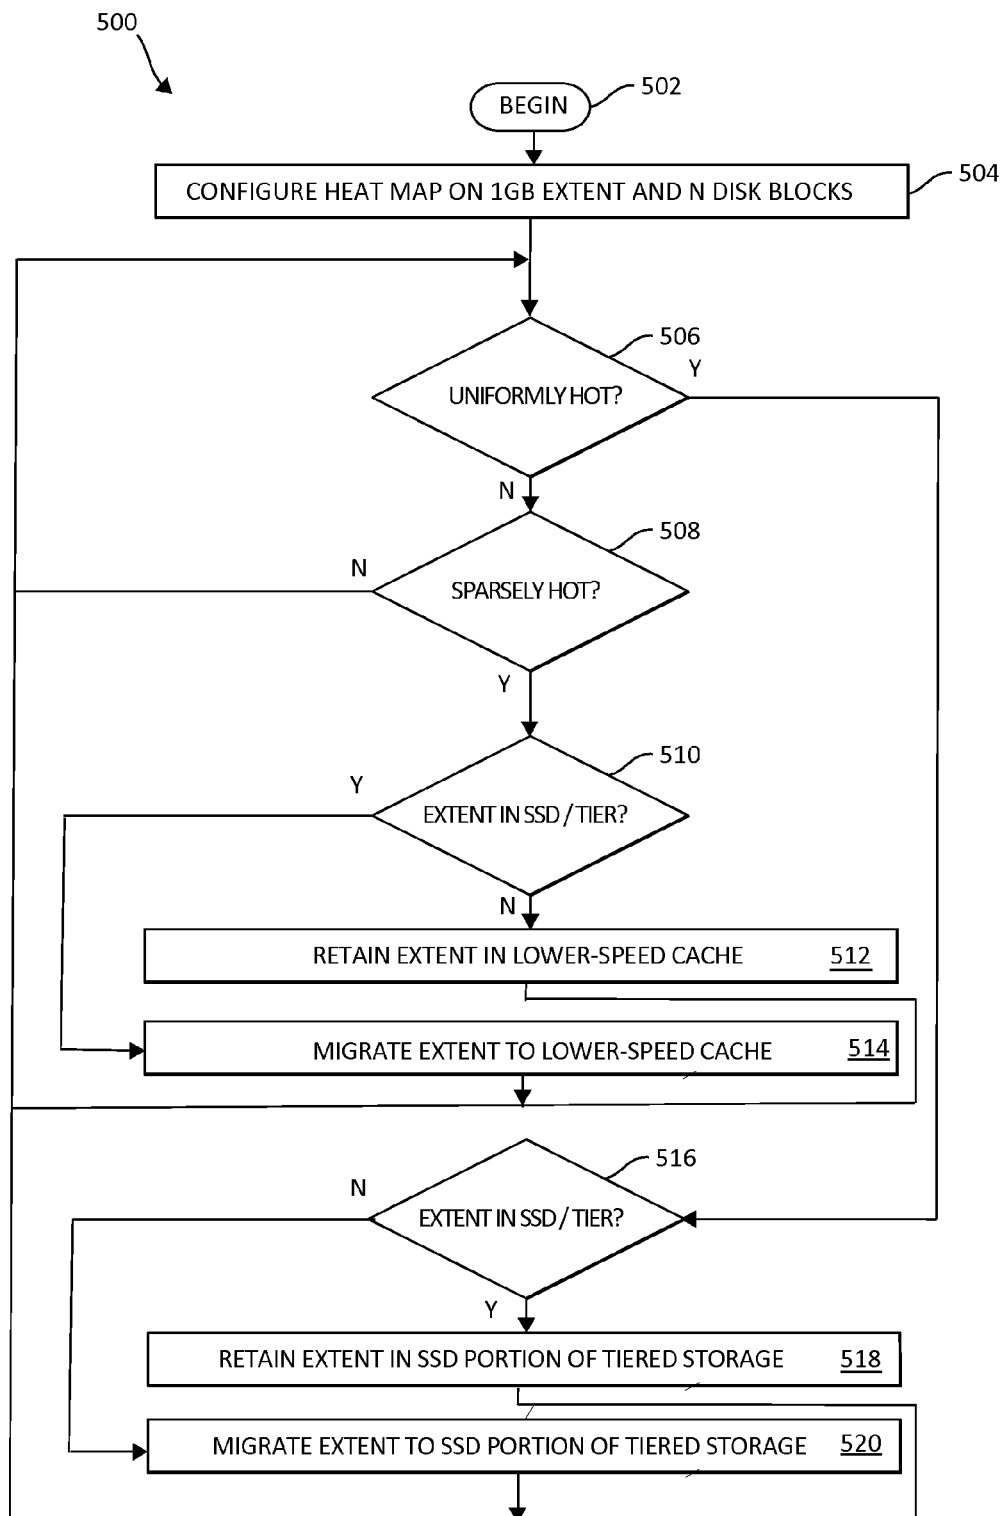 500
BEGIN
502
CONFIGURE HEAT MAP ON 1GB EXTENT AND N DISK BLOCKS
504
506
Y
UNIFORMLY HOT?
N
508
N
SPARSELY HOT?
Y
510
Y
EXTENT IN SSD / TIER?
N
RETAIN EXTENT IN LOWER-SPEED CACHE 512
MIGRATE EXTENT TO LOWER-SPEED CACHE 514
516
N
EXTENT IN SSD / TIER?
Y
RETAIN EXTENT IN SSD PORTION OF TIERED STORAGE 518
MIGRATE EXTENT TO SSD PORTION OF TIERED STORAGE 520